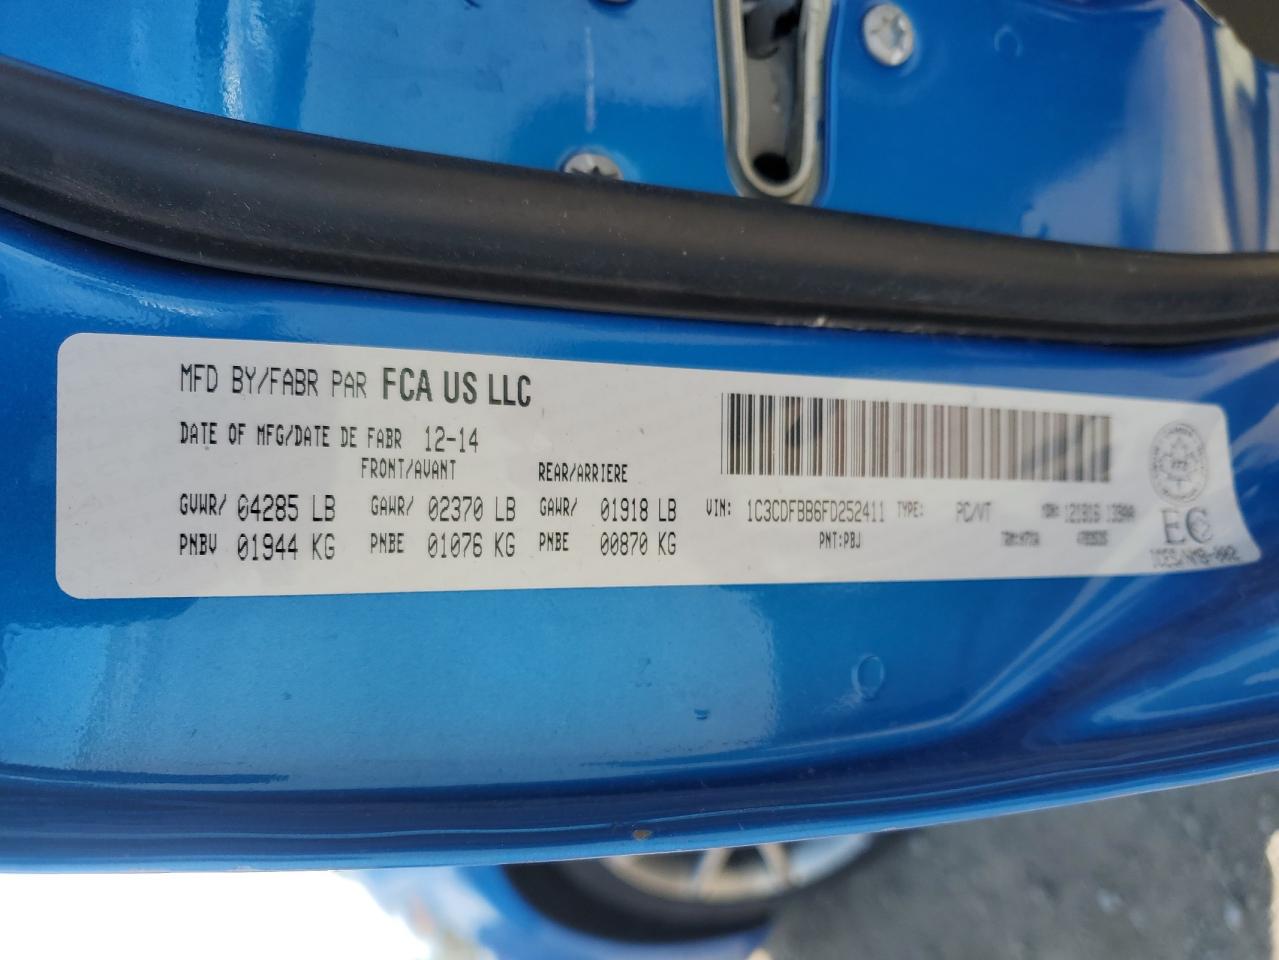 MFD BY/FABR PAR FCA US LLC
DATE OF MFG/DATE DE FABR 12-14
FRONT/AVANT REAR/ARRIERE
GVWR/ 04285 LB GAWR/ 02370 LB GAWR/ 01918 LB VIN: 1C3CDFBB6FD252411 TYPE: PC/VT
PNBV 01944 KG PNBE 01076 KG PNBE 00870 KG PNT:PBJ
EC